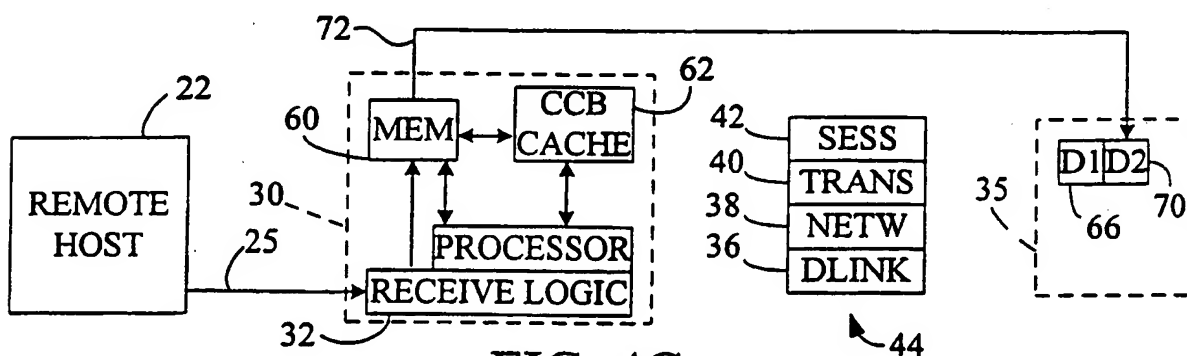 72
22
REMOTE
HOST
25
60
MEM
CCB
CACHE
62
30
PROCESSOR
RECEIVE LOGIC
32
42
SESS
40
TRANS
38
NETW
36
DLINK
44
35
D1
D2
66
70